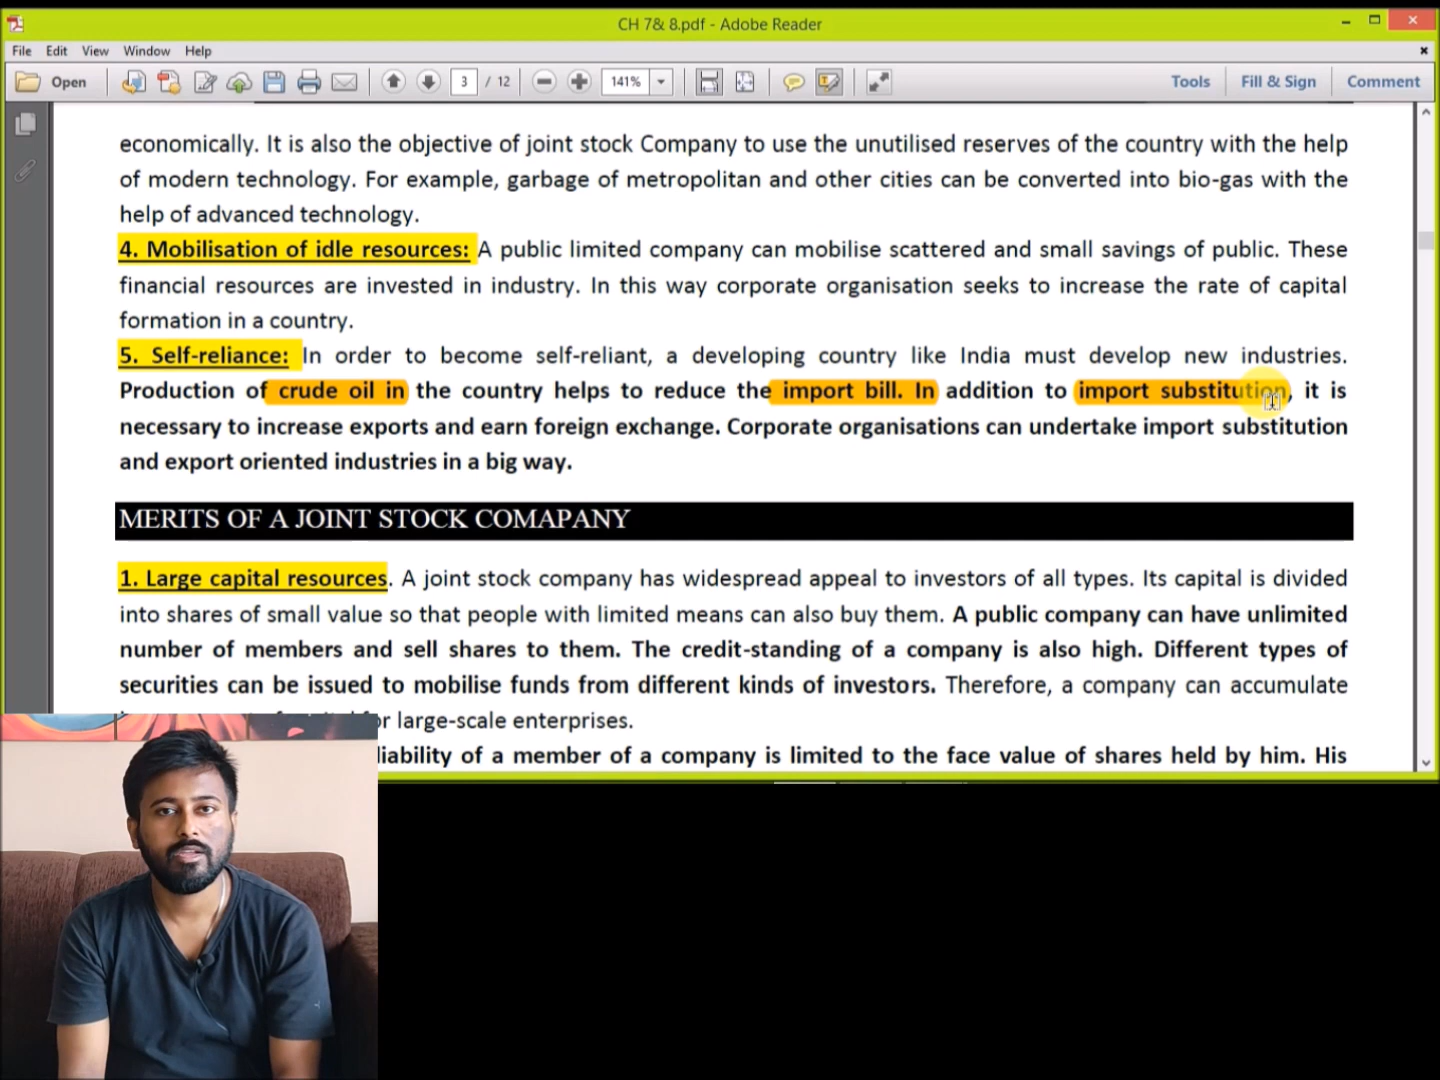 CH 7& 8.pdf - Adobe Reader
File Edit View Window Help
Open 3 / 12 141% Tools Fill & Sign Comment
economically. It is also the objective of joint stock Company to use the unutilised reserves of the country with the help
of modern technology. For example, garbage of metropolitan and other cities can be converted into bio-gas with the
help of advanced technology.
4. Mobilisation of idle resources: A public limited company can mobilise scattered and small savings of public. These
financial resources are invested in industry. In this way corporate organisation seeks to increase the rate of capital
formation in a country.
5. Self-reliance: In order to become self-reliant, a developing country like India must develop new industries.
Production of crude oil in the country helps to reduce the import bill. In addition to import substitution, it is
necessary to increase exports and earn foreign exchange. Corporate organisations can undertake import substitution
and export oriented industries in a big way.
MERITS OF A JOINT STOCK COMAPANY
1. Large capital resources. A joint stock company has widespread appeal to investors of all types. Its capital is divided
into shares of small value so that people with limited means can also buy them. A public company can have unlimited
number of members and sell shares to them. The credit-standing of a company is also high. Different types of
securities can be issued to mobilise funds from different kinds of investors. Therefore, a company can accumulate
for large-scale enterprises.
liability of a member of a company is limited to the face value of shares held by him. His